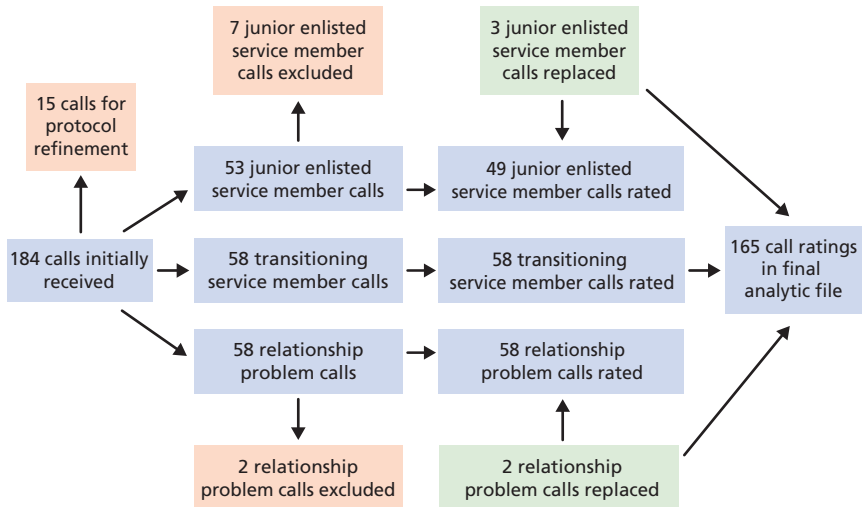 7 junior enlisted
service member
calls excluded
3 junior enlisted
service member
calls replaced
15 calls for
protocol
refinement
53 junior enlisted
service member calls
49 junior enlisted
service member calls rated
184 calls initially
received
58 transitioning
service member calls
58 transitioning
service member calls rated
165 call ratings
in final
analytic file
58 relationship
problem calls
58 relationship
problem calls rated
2 relationship
problem calls excluded
2 relationship
problem calls replaced